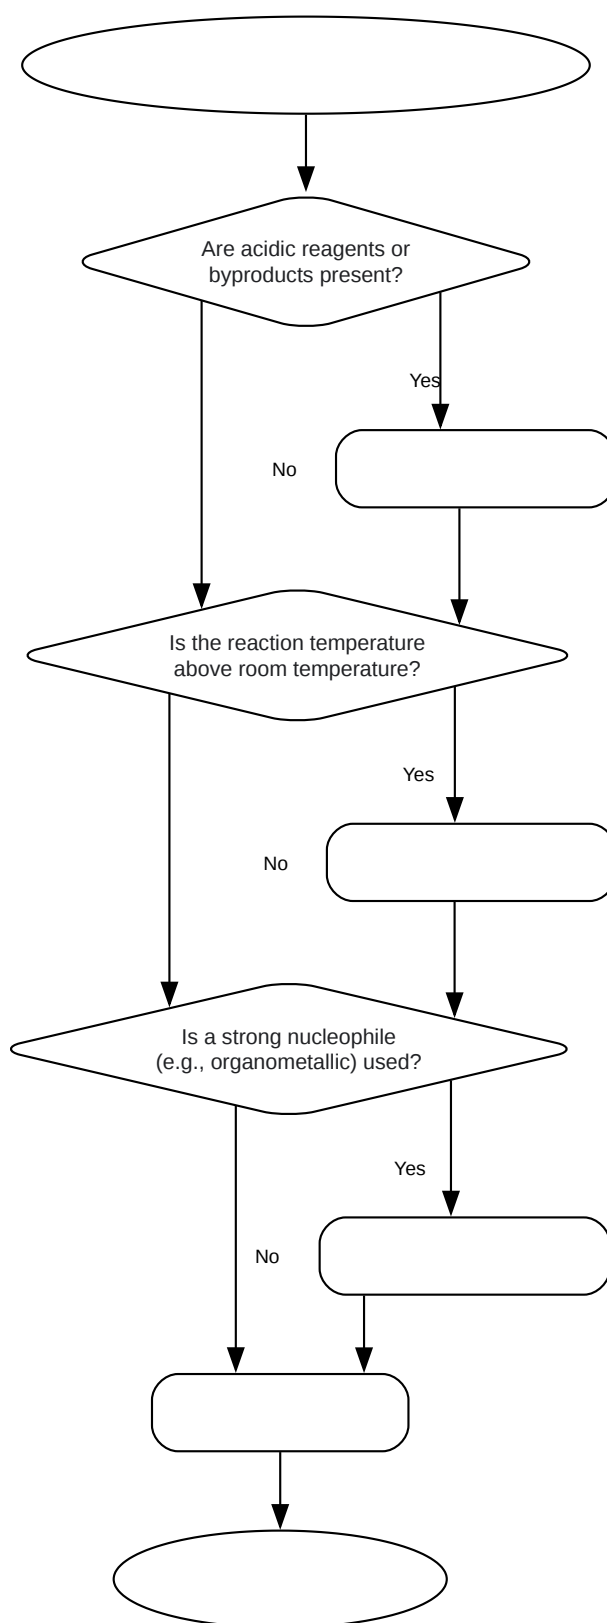 Are acidic reagents or
byproducts present?
Yes
No
Is the reaction temperature
above room temperature?
Yes
No
Is a strong nucleophile
(e.g., organometallic) used?
Yes
No